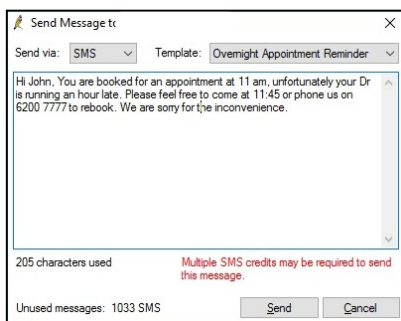 Send Message to
Send via: SMS Template: Overnight Appointment Reminder
Hi John, You are booked for an appointment at 11 am, unfortunately your Dr
is running an hour late. Please feel free to come at 11:45 or phone us on
6200 7777 to rebook. We are sorry for the inconvenience.
205 characters used
Multiple SMS credits may be required to send
this message.
Unused messages: 1033 SMS Send Cancel